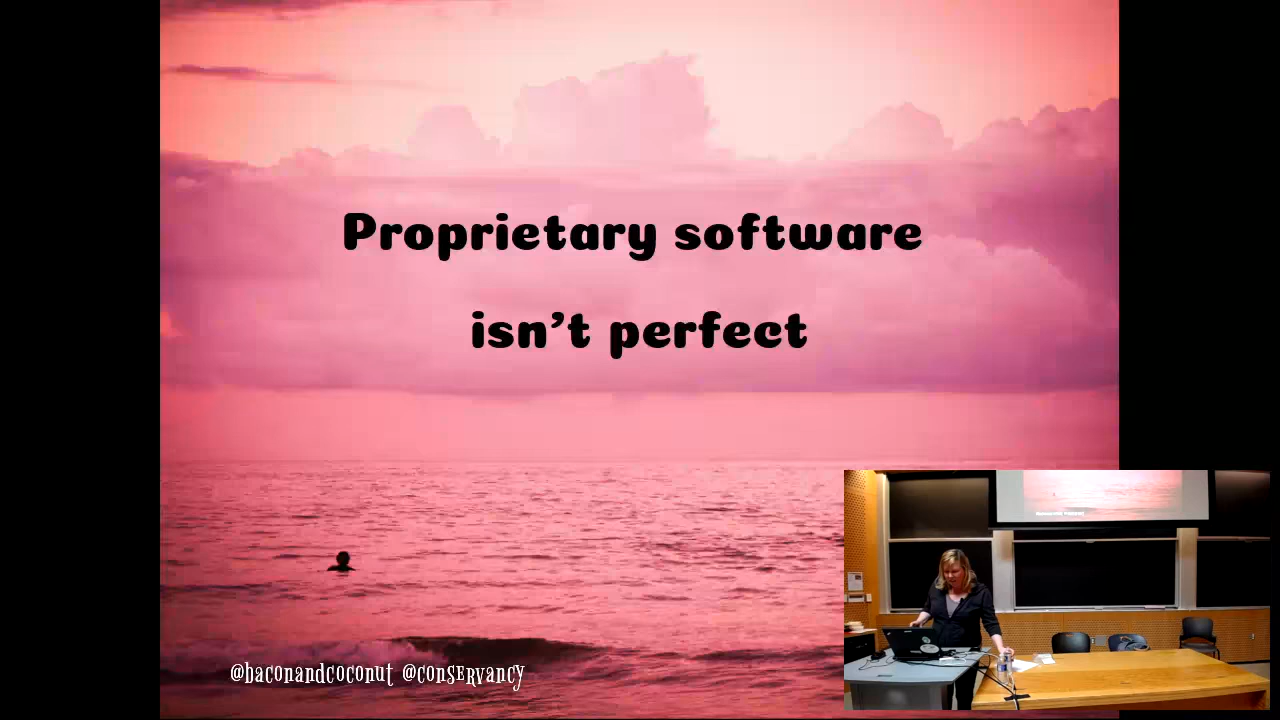 Proprietary software
isn't perfect
@baconandcoconut @conservancy